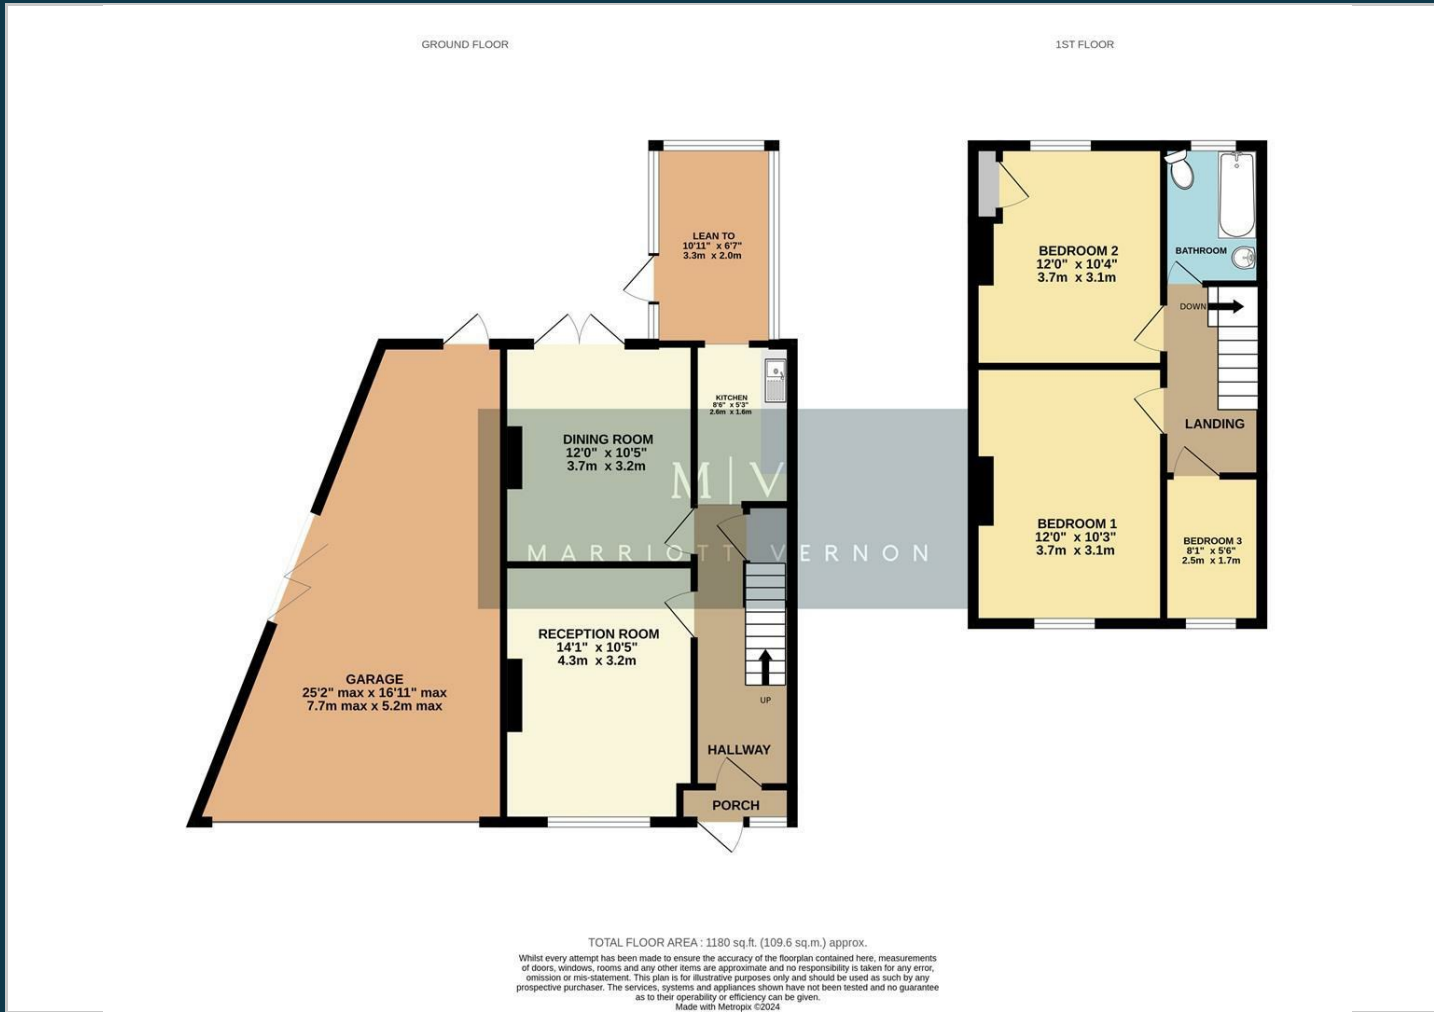 GROUND FLOOR
1ST FLOOR
LEAN TO
10'11" x 6'7"
3.3m x 2.0m
KITCHEN
8'6" x 5'3"
2.6m x 1.6m
DINING ROOM
12'0" x 10'5"
3.7m x 3.2m
M|V
MARRIOTT VERNON
RECEPTION ROOM
14'1" x 10'5"
4.3m x 3.2m
GARAGE
25'2" max x 16'11" max
7.7m max x 5.2m max
UP
HALLWAY
PORCH
BEDROOM 2
12'0" x 10'4"
3.7m x 3.1m
BATHROOM
DOWN
LANDING
BEDROOM 1
12'0" x 10'3"
3.7m x 3.1m
BEDROOM 3
8'1" x 5'6"
2.5m x 1.7m
TOTAL FLOOR AREA : 1180 sq.ft. (109.6 sq.m.) approx.
Whilst every attempt has been made to ensure the accuracy of the floorplan contained here, measurements
of doors, windows, rooms and any other items are approximate and no responsibility is taken for any error,
omission or mis-statement. This plan is for illustrative purposes only and should be used as such by any
prospective purchaser. The services, systems and appliances shown have not been tested and no guarantee
as to their operability or efficiency can be given.
Made with Metropix ©2024